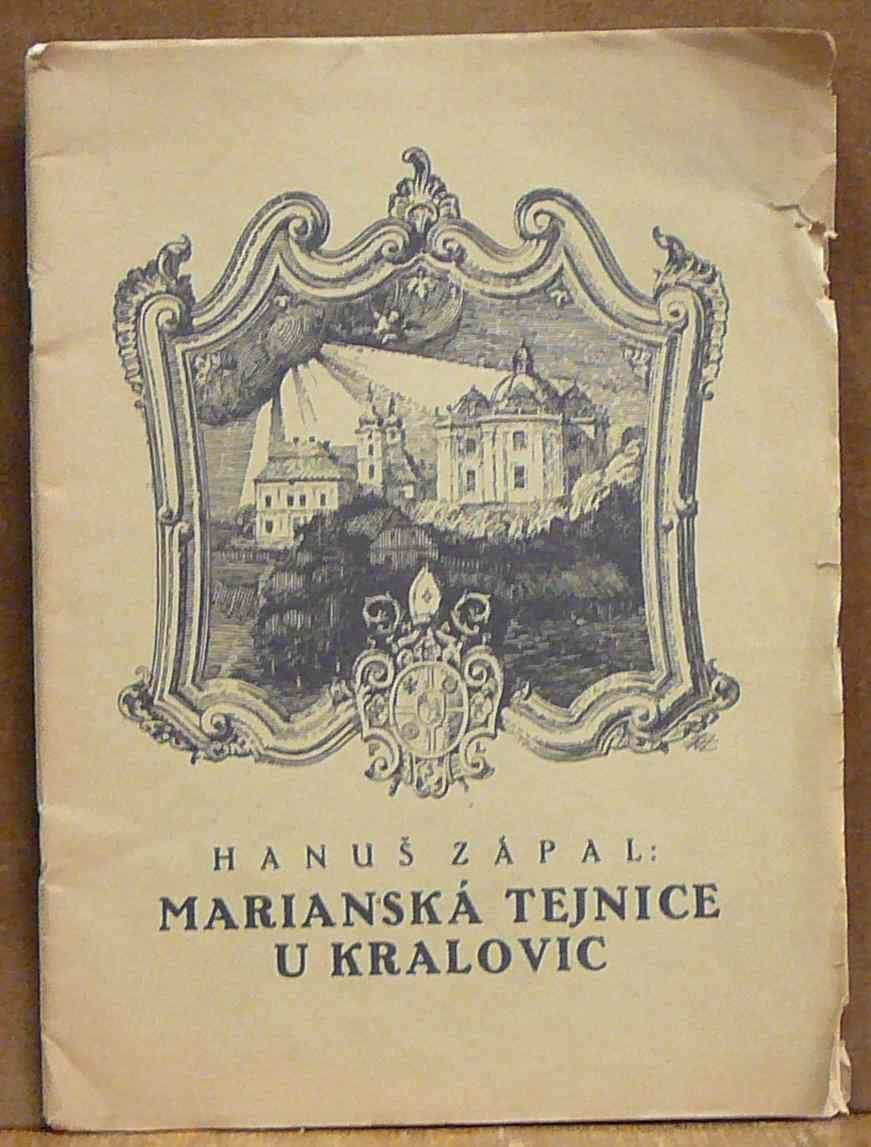 HANUŠ ZÁPAL:
MARIANSKÁ TEJNICE
U KRALOVIC